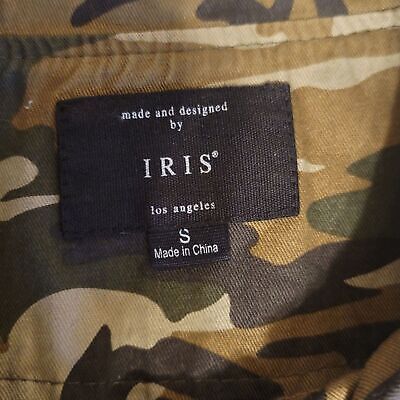 made and designed
by
IRIS®
los angeles
S
Made in China